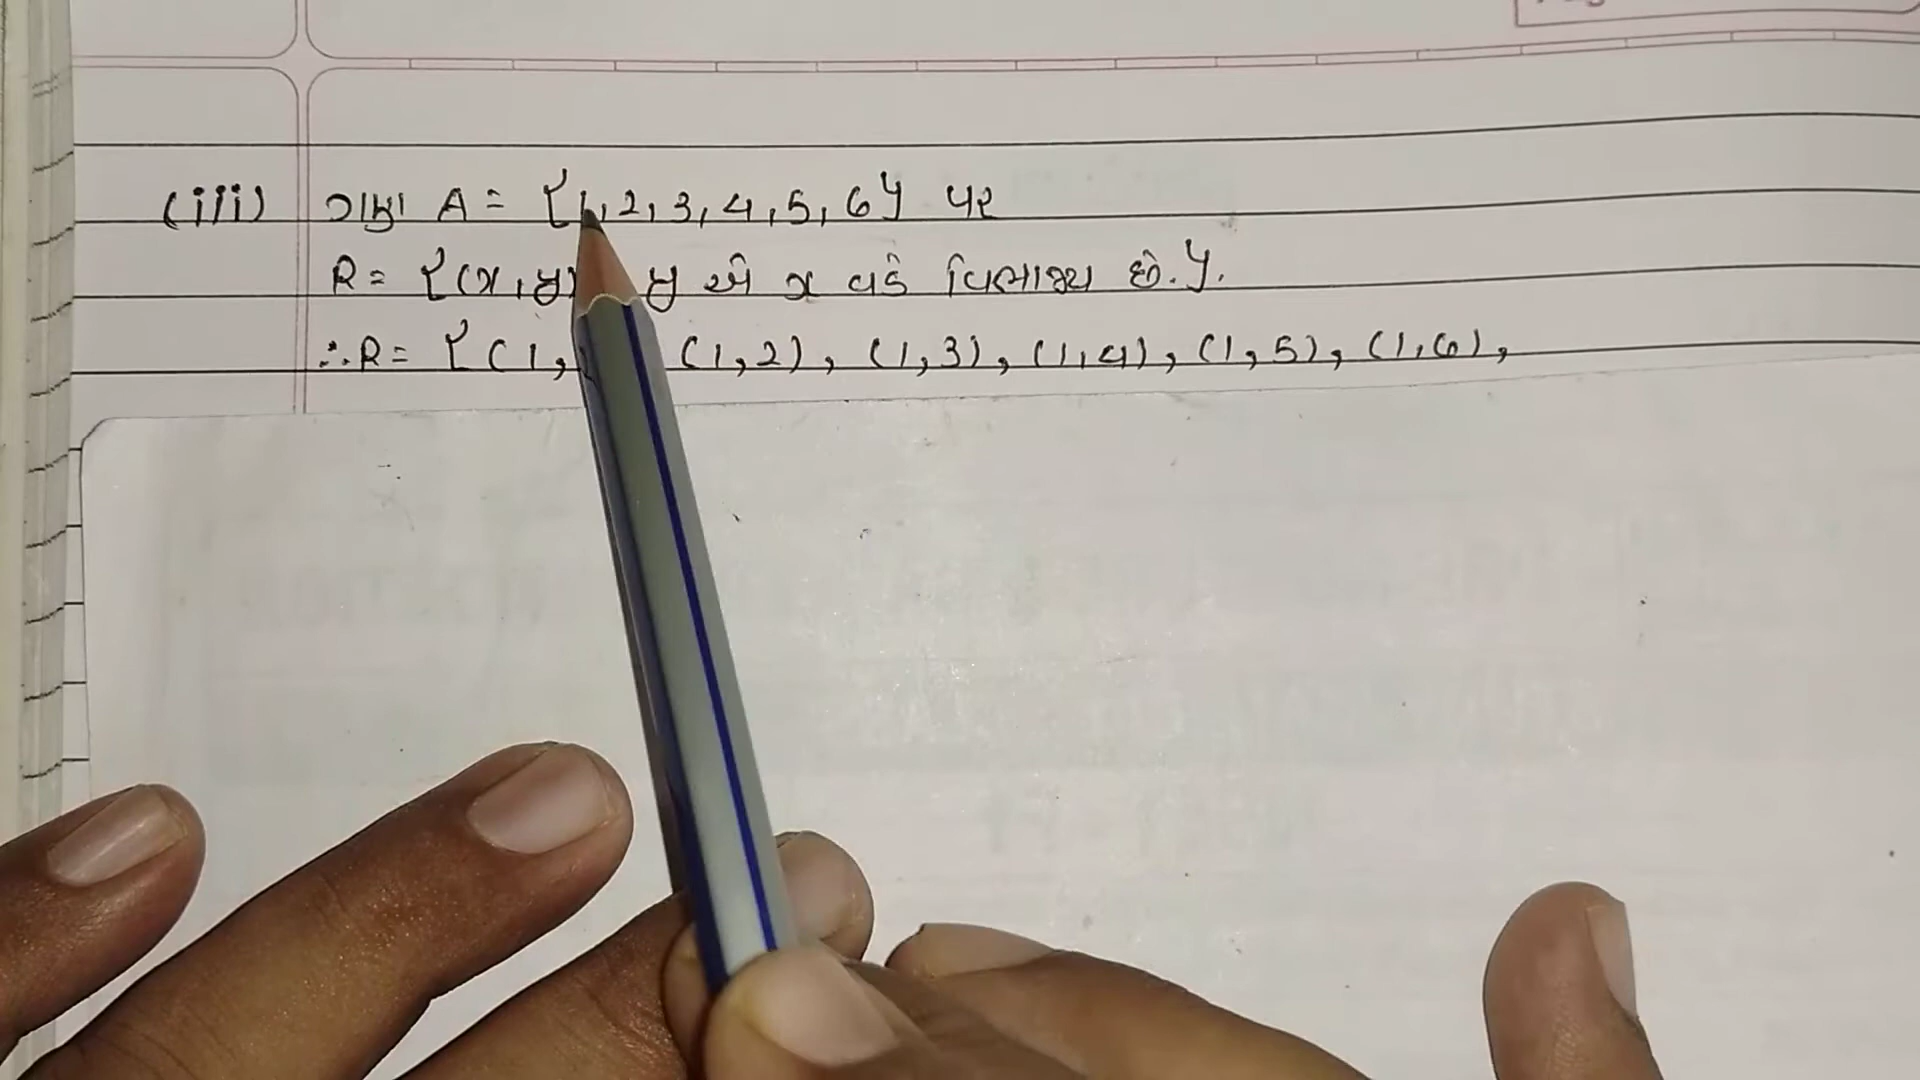 (iii) ગણ A = {1, 2, 3, 4, 5, 6} પર
R = {(x, y) y એ x વડે વિભાજ્ય છે.}.
∴R = {(1, (1,2), (1,3), (1,4), (1,5), (1,6),